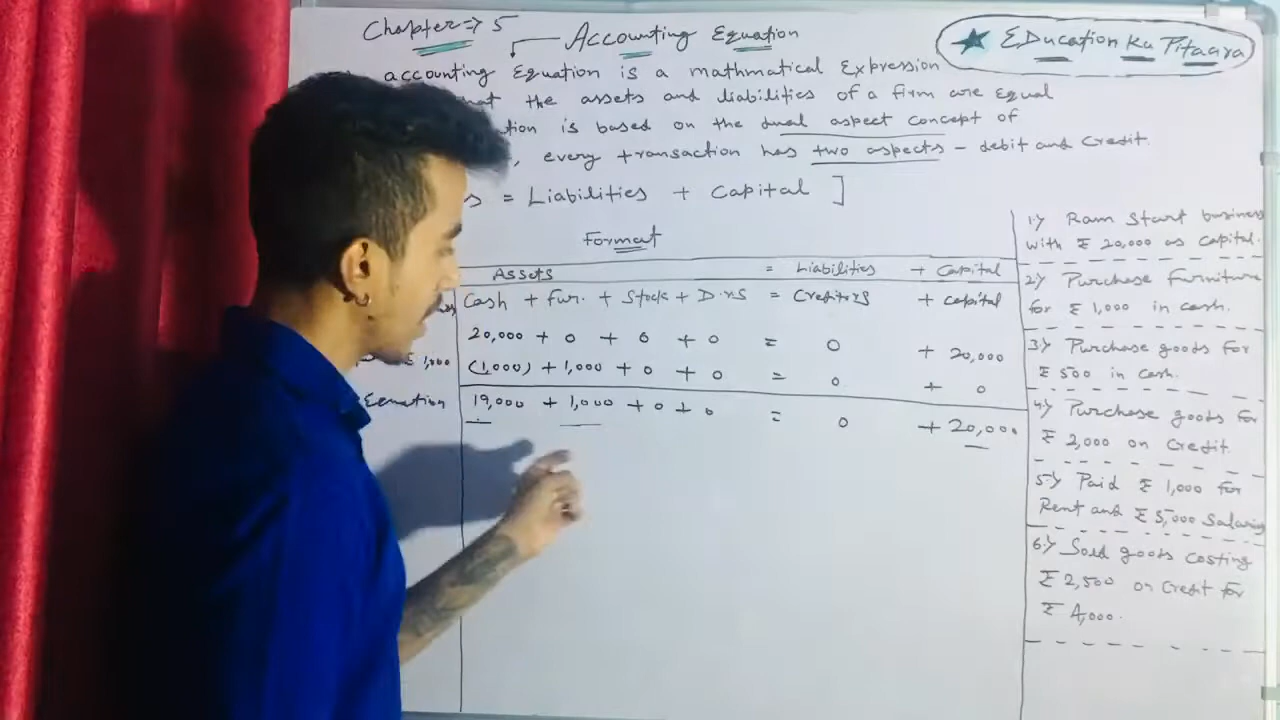 Chapter => 5
Accounting Equation
★ EDucation Ku Pitaara
accounting Equation is a mathmatical Expression
the assets and liabilities of a firm are Equal
tion is based on the dual aspect concept of
, every transaction has two aspects - debit and Credit.
s = Liabilities + Capital ]
Format
Assets = Liabilities + Capital
Cash + Fur. + Stock + D.rs = Creditors + Capital
20,000 + 0 + 0 + 0 = 0 + 20,000
₹ 1,000 (1,000) + 1,000 + 0 + 0 = 0 + 0
Equation 19,000 + 1,000 + 0 + 0 = 0 + 20,000
1.) Ram Start business
with ₹ 20,000 as Capital.
2.) Purchase Furniture
for ₹ 1,000 in cash.
3.) Purchase goods for
₹ 500 in Cash.
4.) Purchase goods for
₹ 2,000 on Credit.
5.) Paid ₹ 1,000 for
Rent and ₹ 5,000 Salaries
6.) Sold goods costing
₹ 2,500 on Credit for
₹ 4,000.